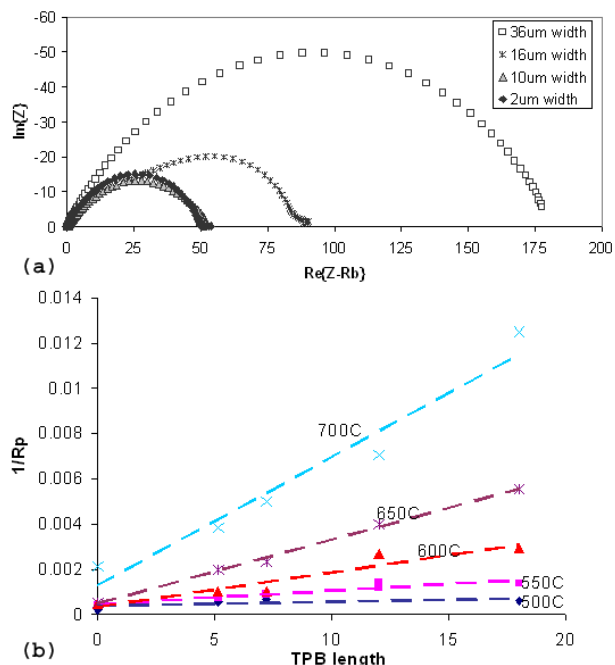 -60
-50
-40
-30
-20
-10
0
Im{Z}
□ 36um width
16um width
10um width
◆ 2um width
0 25 50 75 100 125 150 175 200
Re{Z-Rb}
(a)
0.014
0.012
0.01
0.008
0.006
0.004
0.002
0
1/Rp
700C
650C
600C
550C
500C
0 5 10 15 20
TPB length
(b)